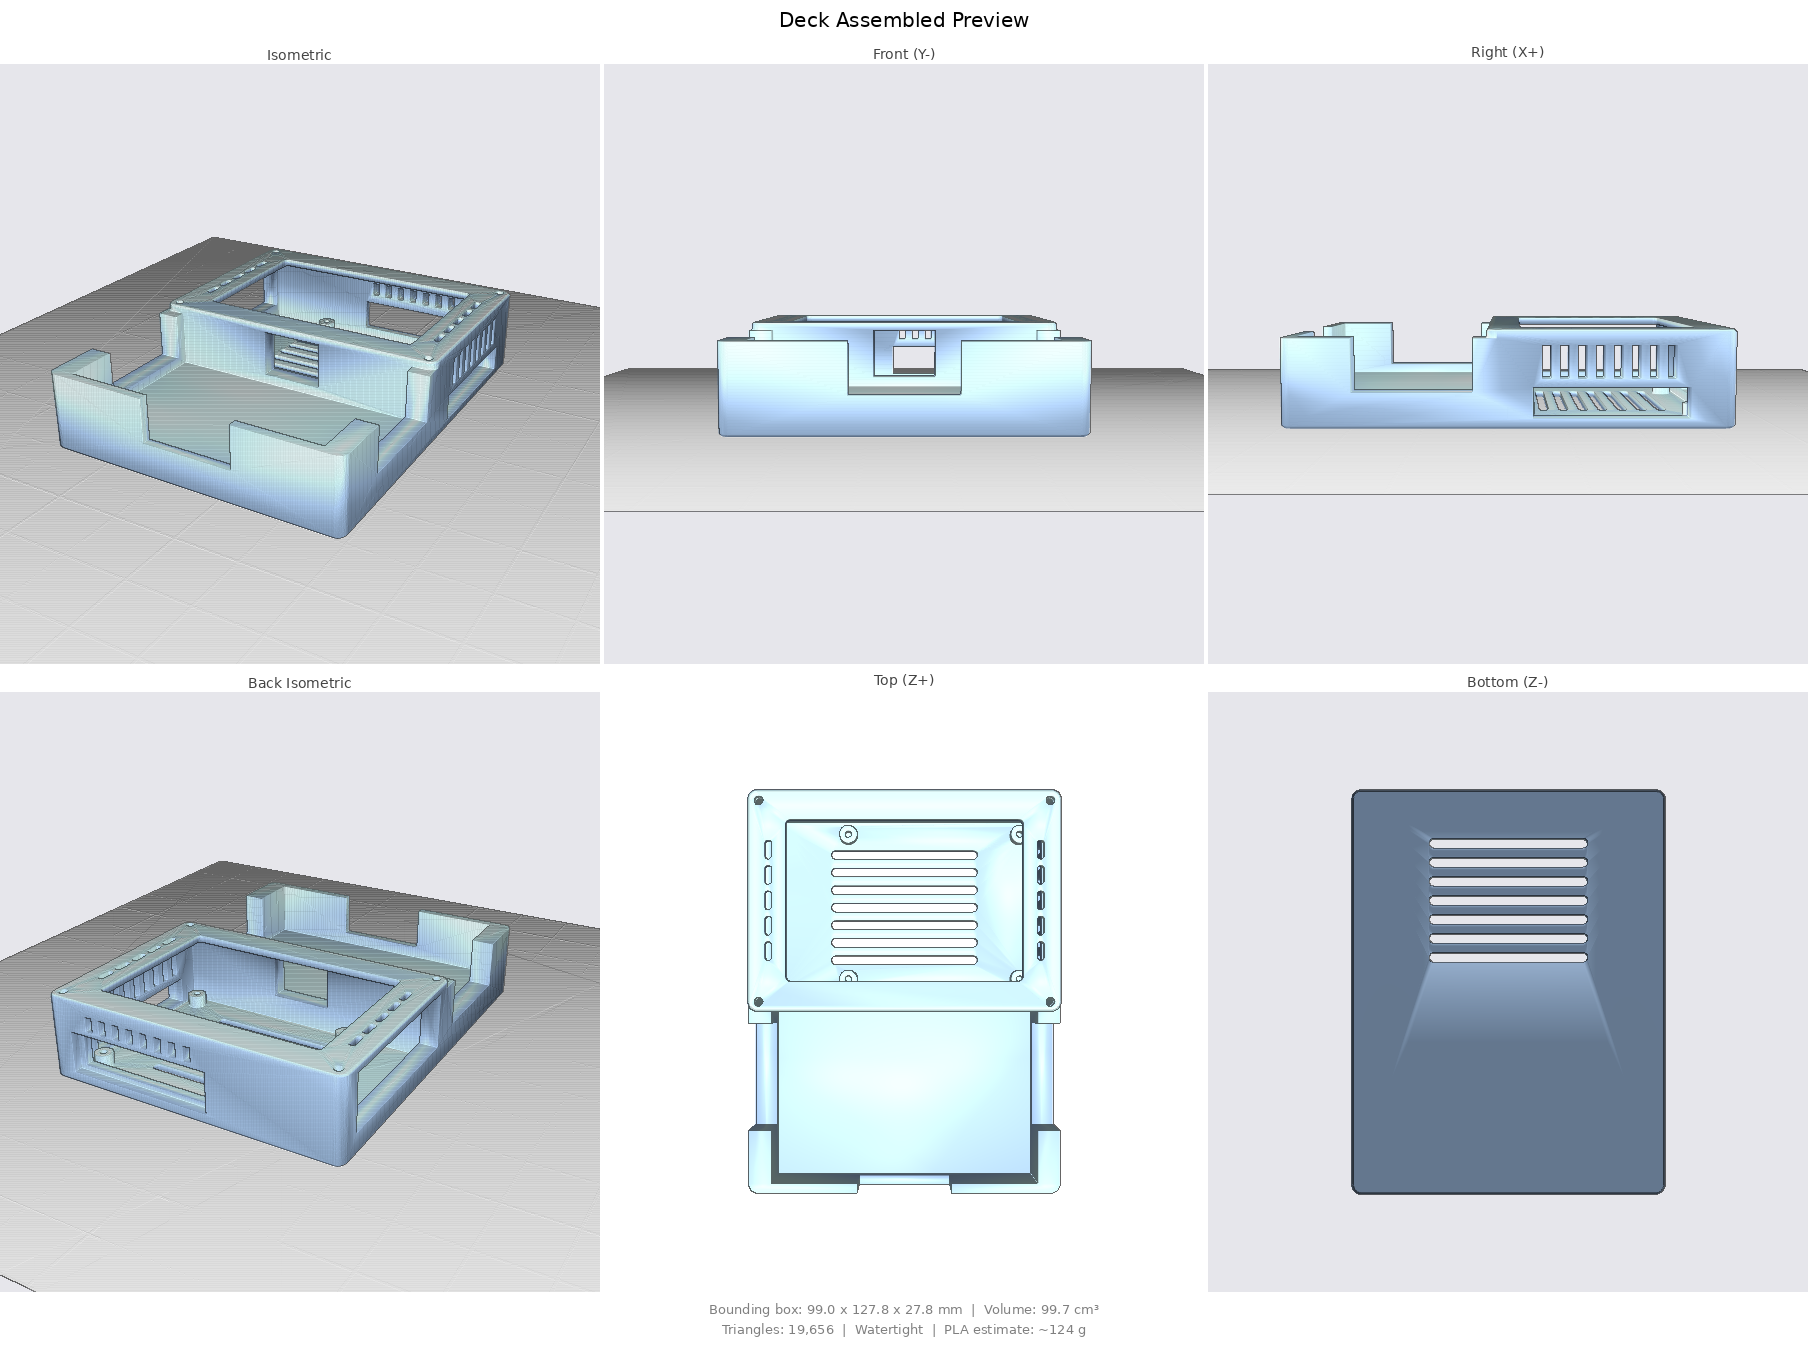 Deck Assembled Preview
Isometric
Front (Y-)
Right (X+)
Back Isometric
Top (Z+)
Bottom (Z-)
Bounding box: 99.0 x 127.8 x 27.8 mm | Volume: 99.7 cm³
Triangles: 19,656 | Watertight | PLA estimate: ~124 g